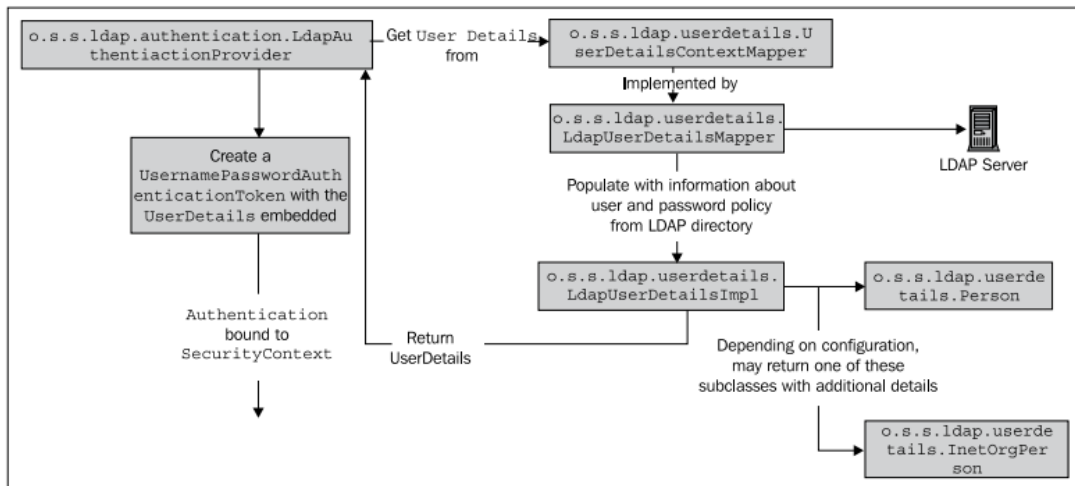 o.s.s.ldap.authentication.LdapAu
thentiactionProvider
Get User Details
from
o.s.s.ldap.userdetails.U
serDetailsContextMapper
Implemented by
o.s.s.ldap.userdetails.
LdapUserDetailsMapper
LDAP Server
Create a
UsernamePasswordAuth
enticationToken with the
UserDetails embedded
Populate with information about
user and password policy
from LDAP directory
o.s.s.ldap.userdetails.
LdapUserDetailsImpl
o.s.s.ldap.userde
tails.Person
Authentication
bound to
SecurityContext
Return
UserDetails
Depending on configuration,
may return one of these
subclasses with additional details
o.s.s.ldap.userde
tails.InetOrgPer
son